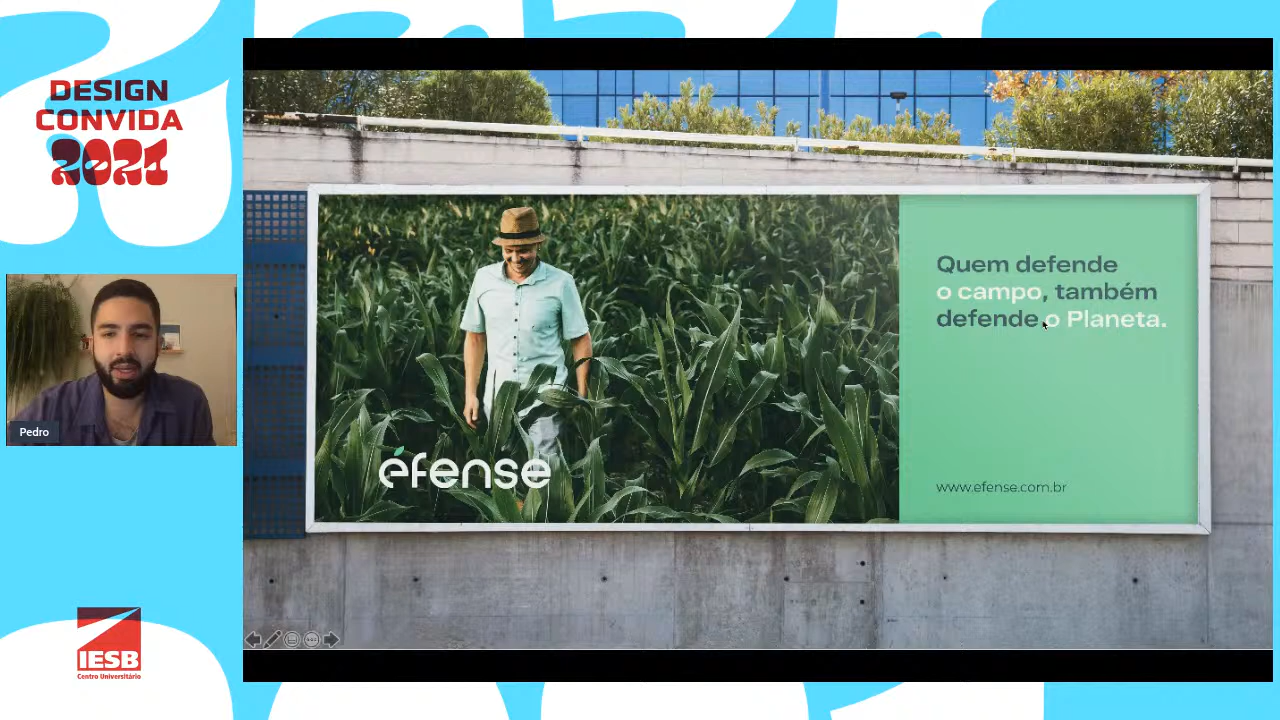 DESIGN
CONVIDA
2021
Pedro
IESB
Centro Universitário
éfense
Quem defende
o campo, também
defende o Planeta.
www.efense.com.br